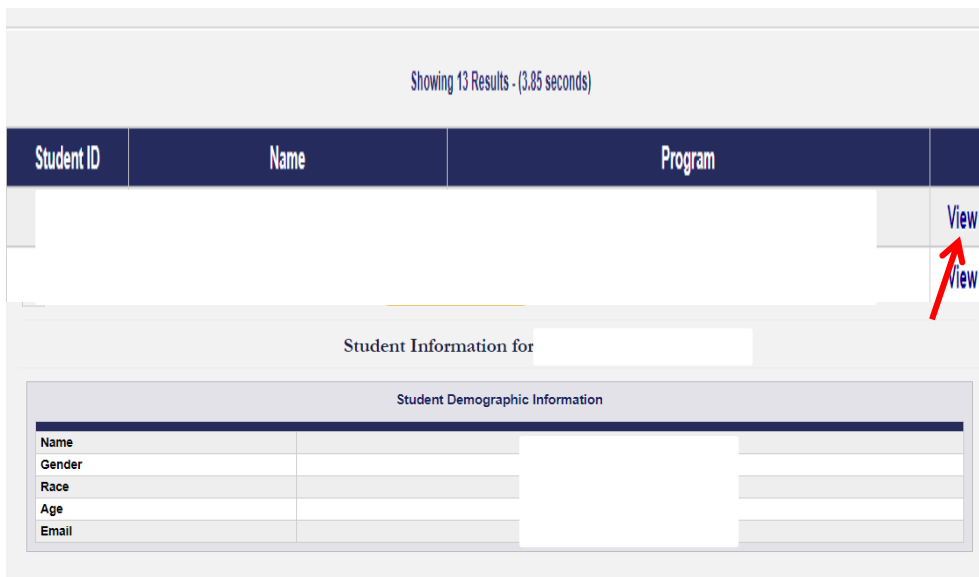 Showing 13 Results - (3.85 seconds)
Student ID Name Program
View
View
Student Information for
Student Demographic Information
Name
Gender
Race
Age
Email